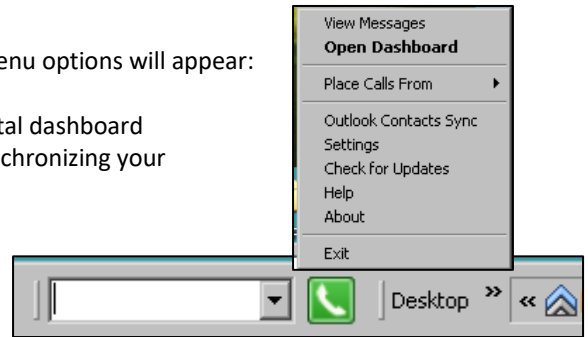 enu options will appear:
tal dashboard
chronizing your
View Messages
Open Dashboard
Place Calls From
Outlook Contacts Sync
Settings
Check for Updates
Help
About
Exit
Desktop » «